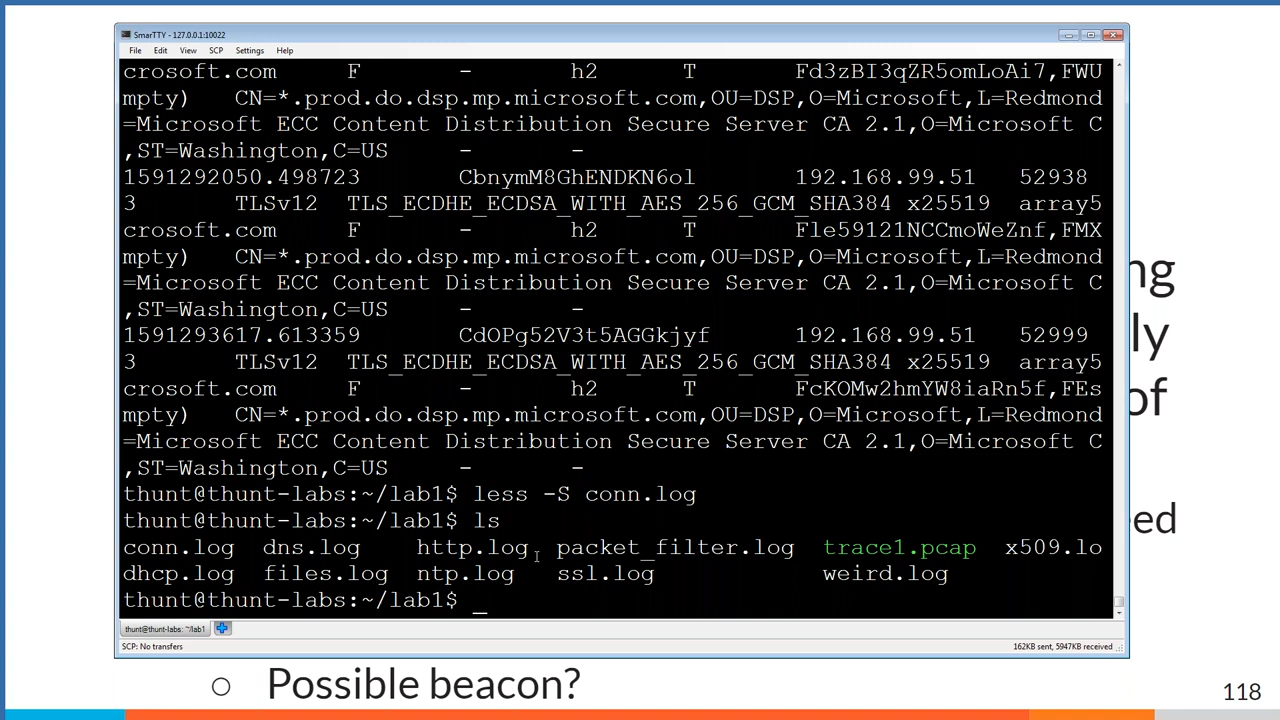 SmarTTY - 127.0.0.1:10022
File Edit View SCP Settings Help
crosoft.com F - h2 T Fd3zBI3qZR5omLoAi7,FWU
mpty) CN=*.prod.do.dsp.mp.microsoft.com,OU=DSP,O=Microsoft,L=Redmond
=Microsoft ECC Content Distribution Secure Server CA 2.1,O=Microsoft C
,ST=Washington,C=US - -
1591292050.498723 CbnymM8GhENDKN6ol 192.168.99.51 52938
3 TLSv12 TLS_ECDHE_ECDSA_WITH_AES_256_GCM_SHA384 x25519 array5
crosoft.com F - h2 T Fle59121NCCmoWeZnf,FMX
mpty) CN=*.prod.do.dsp.mp.microsoft.com,OU=DSP,O=Microsoft,L=Redmond
=Microsoft ECC Content Distribution Secure Server CA 2.1,O=Microsoft C
,ST=Washington,C=US - -
1591293617.613359 CdOPg52V3t5AGGkjyf 192.168.99.51 52999
3 TLSv12 TLS_ECDHE_ECDSA_WITH_AES_256_GCM_SHA384 x25519 array5
crosoft.com F - h2 T FcKOMw2hmYW8iaRn5f,FEs
mpty) CN=*.prod.do.dsp.mp.microsoft.com,OU=DSP,O=Microsoft,L=Redmond
=Microsoft ECC Content Distribution Secure Server CA 2.1,O=Microsoft C
,ST=Washington,C=US - -
thunt@thunt-labs:~/lab1$ less -S conn.log
thunt@thunt-labs:~/lab1$ ls
conn.log dns.log http.log packet_filter.log trace1.pcap x509.lo
dhcp.log files.log ntp.log ssl.log weird.log
thunt@thunt-labs:~/lab1$ _
thunt@thunt-labs: ~/lab1
SCP: No transfers 162KB sent, 5947KB received
ng
ly
of
eed
○ Possible beacon?
118